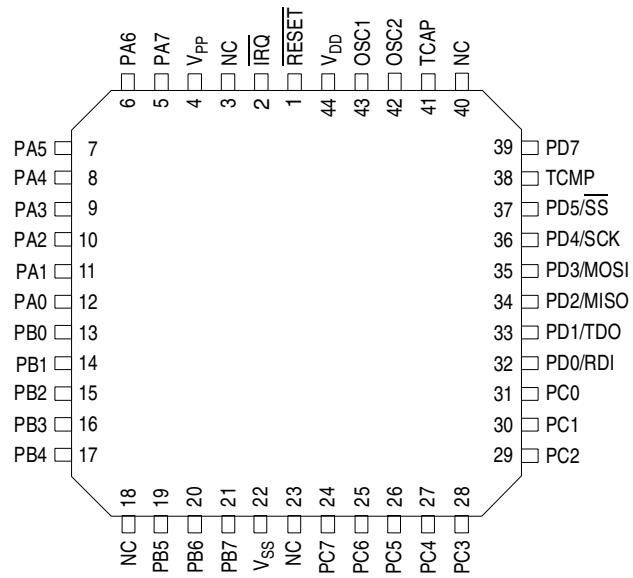 PA6 PA7 VPP NC IRQ RESET VDD OSC1 OSC2 TCAP NC
6 5 4 3 2 1 44 43 42 41 40
PA5 7 39 PD7
PA4 8 38 TCMP
PA3 9 37 PD5/SS
PA2 10 36 PD4/SCK
PA1 11 35 PD3/MOSI
PA0 12 34 PD2/MISO
PB0 13 33 PD1/TDO
PB1 14 32 PD0/RDI
PB2 15 31 PC0
PB3 16 30 PC1
PB4 17 29 PC2
18 19 20 21 22 23 24 25 26 27 28
NC PB5 PB6 PB7 VSS NC PC7 PC6 PC5 PC4 PC3